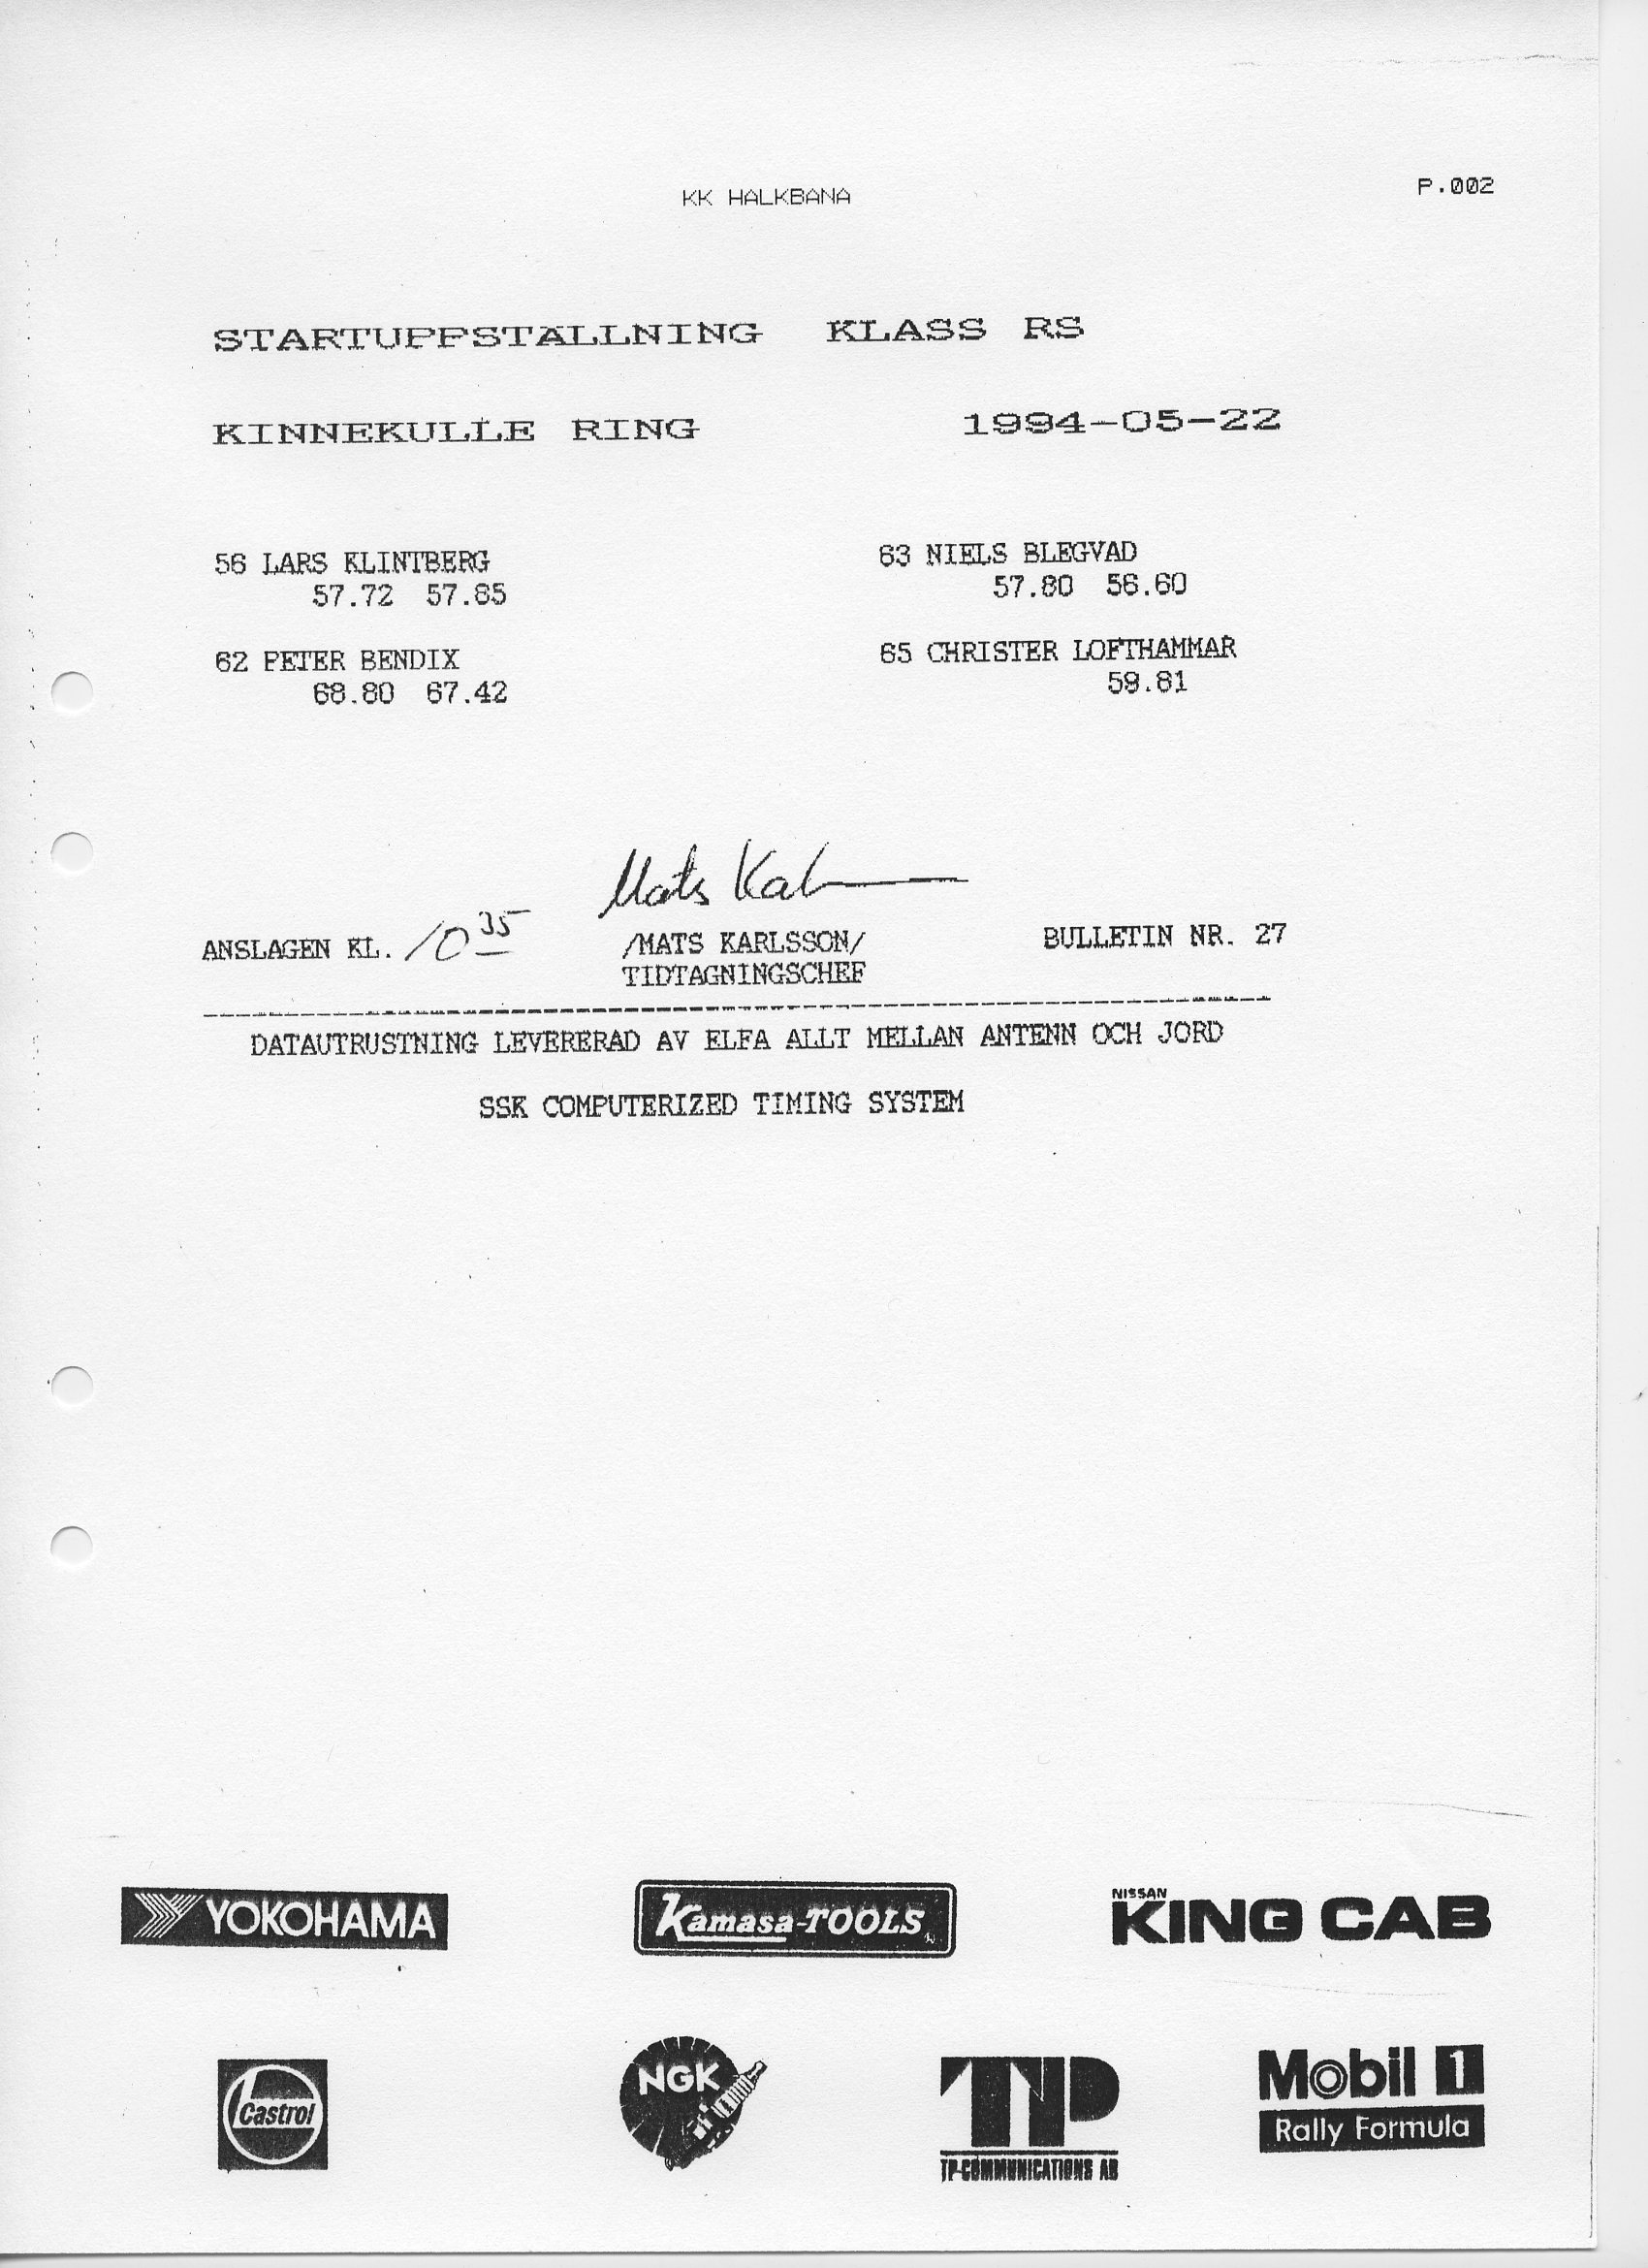 KK HALKBANA
P.002
STARTUPPSTALLNING KLASS RS
KINNEKULLE RING 1994-05-22
56 LARS KLINTBERG
57.72 57.85
63 NIELS BLEGVAD
57.80 56.60
62 PETER BENDIX
68.80 67.42
65 CHRISTER LOFTHAMMAR
59.81
Mats Kal
ANSLAGEN KL. 10 35
/MATS KARLSSON/
TIDTAGNINGSCHEF
BULLETIN NR. 27
DATAUTRUSTNING LEVERERAD AV ELFA ALLT MELLAN ANTENN OCH JORD
SSK COMPUTERIZED TIMING SYSTEM
YOKOHAMA
Kamasa-TOOLS
NISSAN
KING CAB
Castrol
NGK
TP
TP-COMMUNICATIONS AB
Mobil 1
Rally Formula